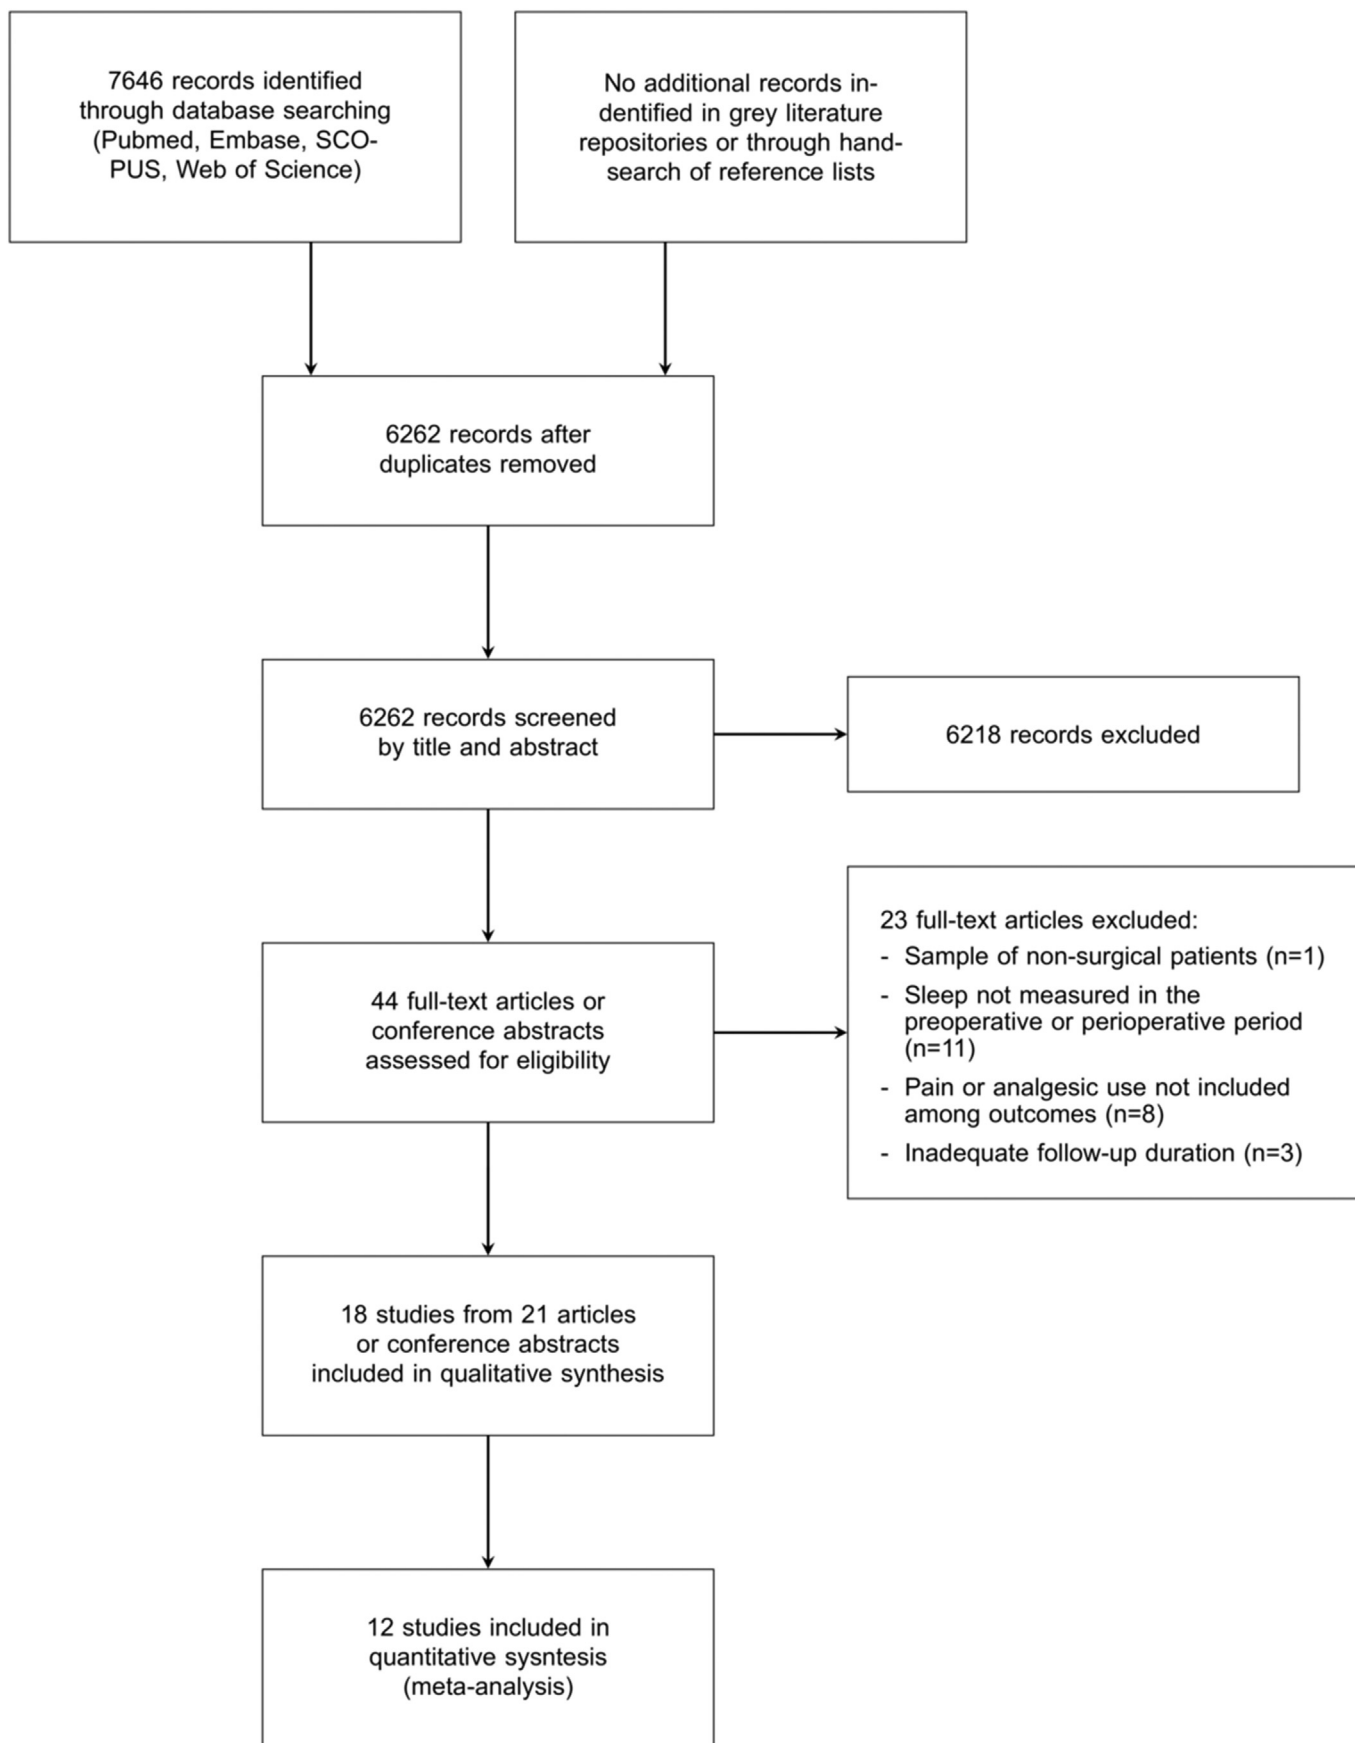 7646 records identified
through database searching
(Pubmed, Embase, SCO-
PUS, Web of Science)
No additional records in-
dentified in grey literature
repositories or through hand-
search of reference lists
6262 records after
duplicates removed
6262 records screened
by title and abstract
6218 records excluded
44 full-text articles or
conference abstracts
assessed for eligibility
23 full-text articles excluded:
- Sample of non-surgical patients (n=1)
- Sleep not measured in the
preoperative or perioperative period
(n=11)
- Pain or analgesic use not included
among outcomes (n=8)
- Inadequate follow-up duration (n=3)
18 studies from 21 articles
or conference abstracts
included in qualitative synthesis
12 studies included in
quantitative sysntesis
(meta-analysis)